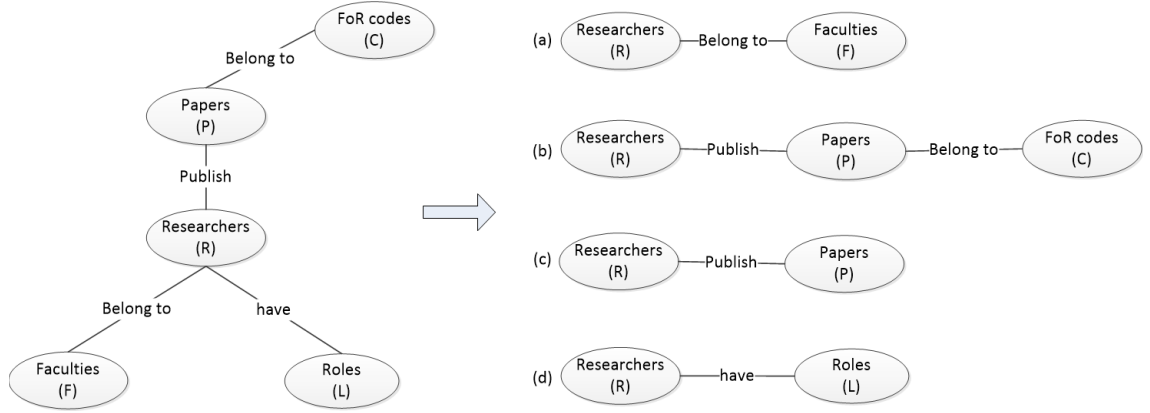 FoR codes
(C)
Belong to
Papers
(P)
Publish
Researchers
(R)
Belong to
have
Faculties
(F)
Roles
(L)
(a)
Researchers
(R)
Belong to
Faculties
(F)
(b)
Researchers
(R)
Publish
Papers
(P)
Belong to
FoR codes
(C)
(c)
Researchers
(R)
Publish
Papers
(P)
(d)
Researchers
(R)
have
Roles
(L)